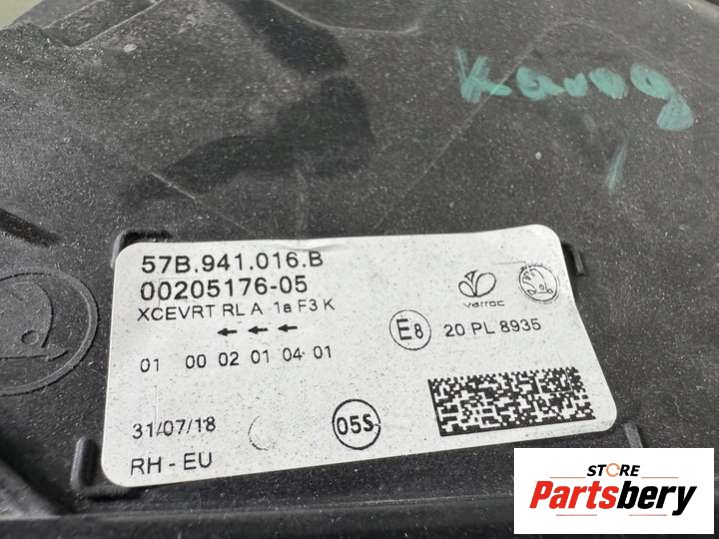 Karog
57B.941.016.B
00205176-05
XCEVRT RL A 1a F3 K
01 00 02 01 04 01
varroc
E8
20 PL 8935
31/07/18
05S
RH - EU
STORE
Partsbery